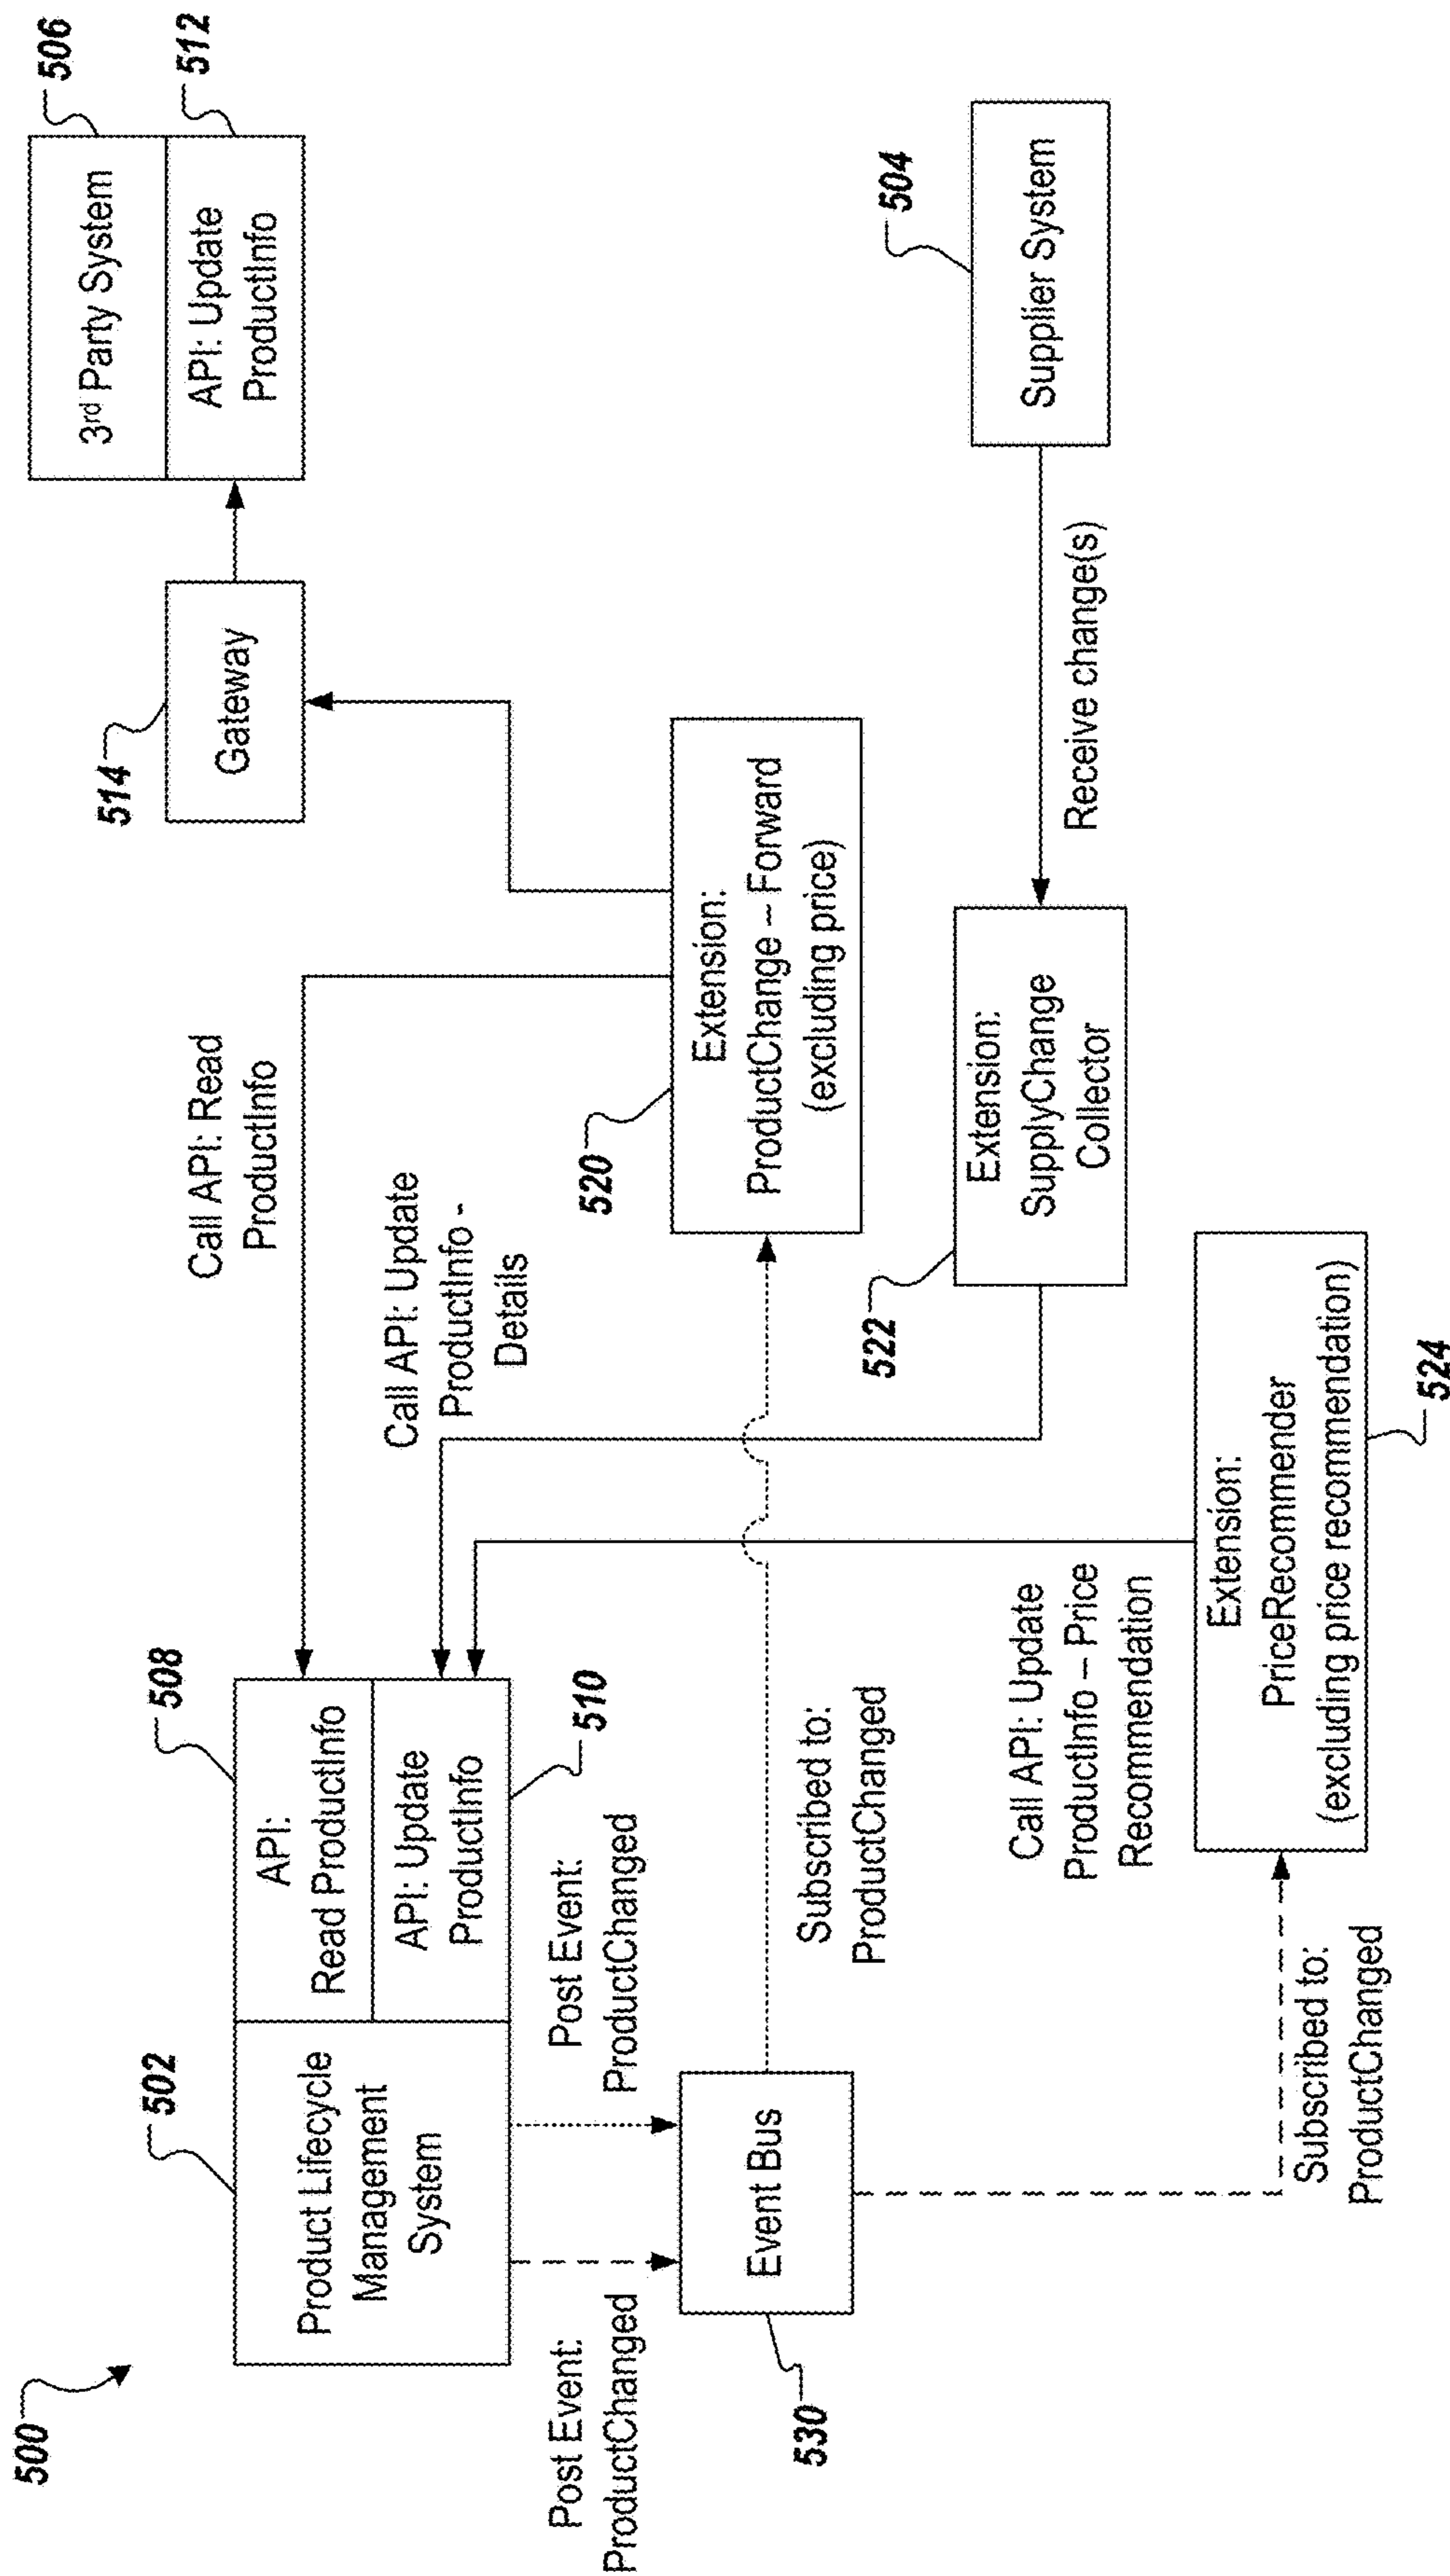 500
502
Product Lifecycle
Management
System
508
API:
Read ProductInfo
API: Update
ProductInfo
510
Call API: Read
ProductInfo
514
Gateway
506
3rd Party System
512
API: Update
ProductInfo
Call API: Update
ProductInfo -
Details
Post Event:
ProductChanged
Post Event:
ProductChanged
530
Event Bus
Subscribed to:
ProductChanged
520
Extension:
ProductChange – Forward
(excluding price)
504
Supplier System
Receive change(s)
522
Extension:
SupplyChange
Collector
Call API: Update
ProductInfo – Price
Recommendation
Subscribed to:
ProductChanged
Extension:
PriceRecommender
(excluding price recommendation)
524